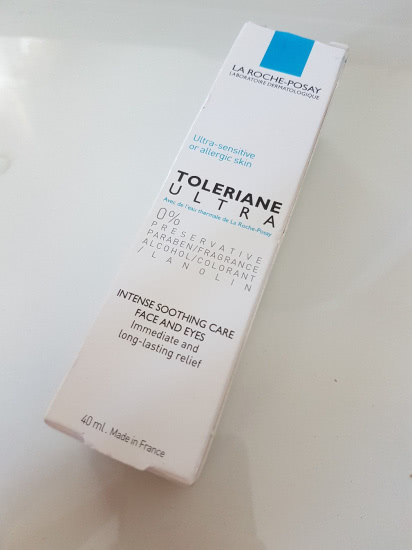 LA ROCHE-POSAY
LABORATOIRE DERMATOLOGIQUE
Ultra-sensitive
or allergic skin
TOLERIANE
ULTRA
Avec de l'eau thermale de La Roche-Posay
0%
PRESERVATIVE
PARABEN/FRAGRANCE
ALCOHOL/COLORANT
/LANOLIN
INTENSE SOOTHING CARE
FACE AND EYES
Immediate and
long-lasting relief
40 ml. Made in France